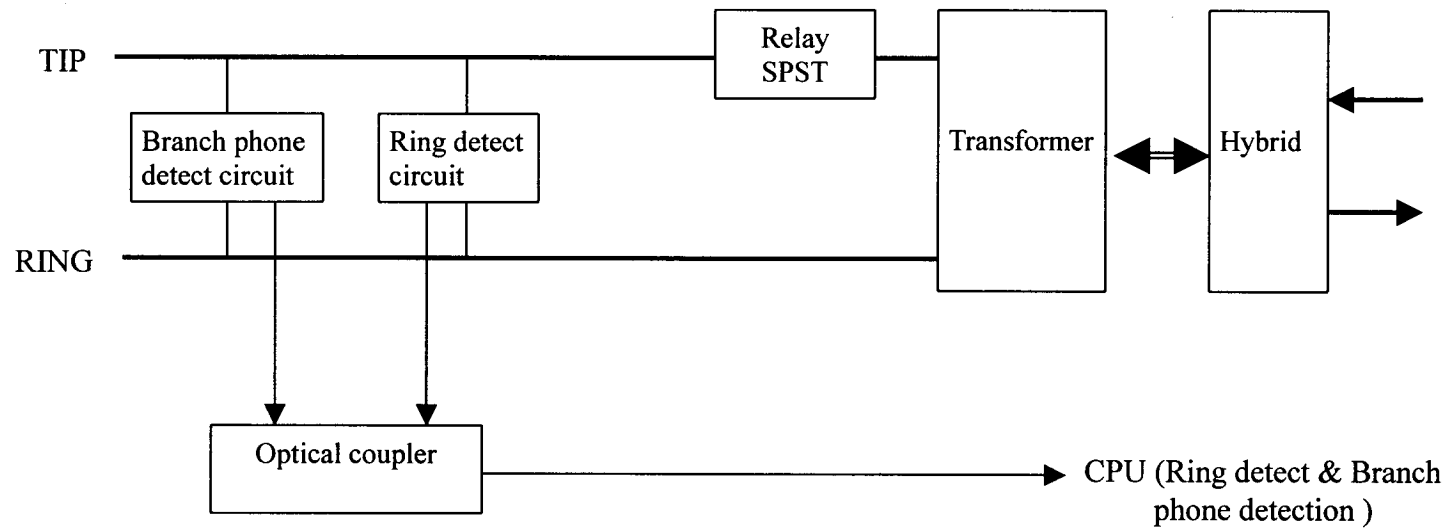 TIP
Relay
SPST
Branch phone
detect circuit
Ring detect
circuit
Transformer
Hybrid
RING
Optical coupler
CPU (Ring detect & Branch
phone detection )